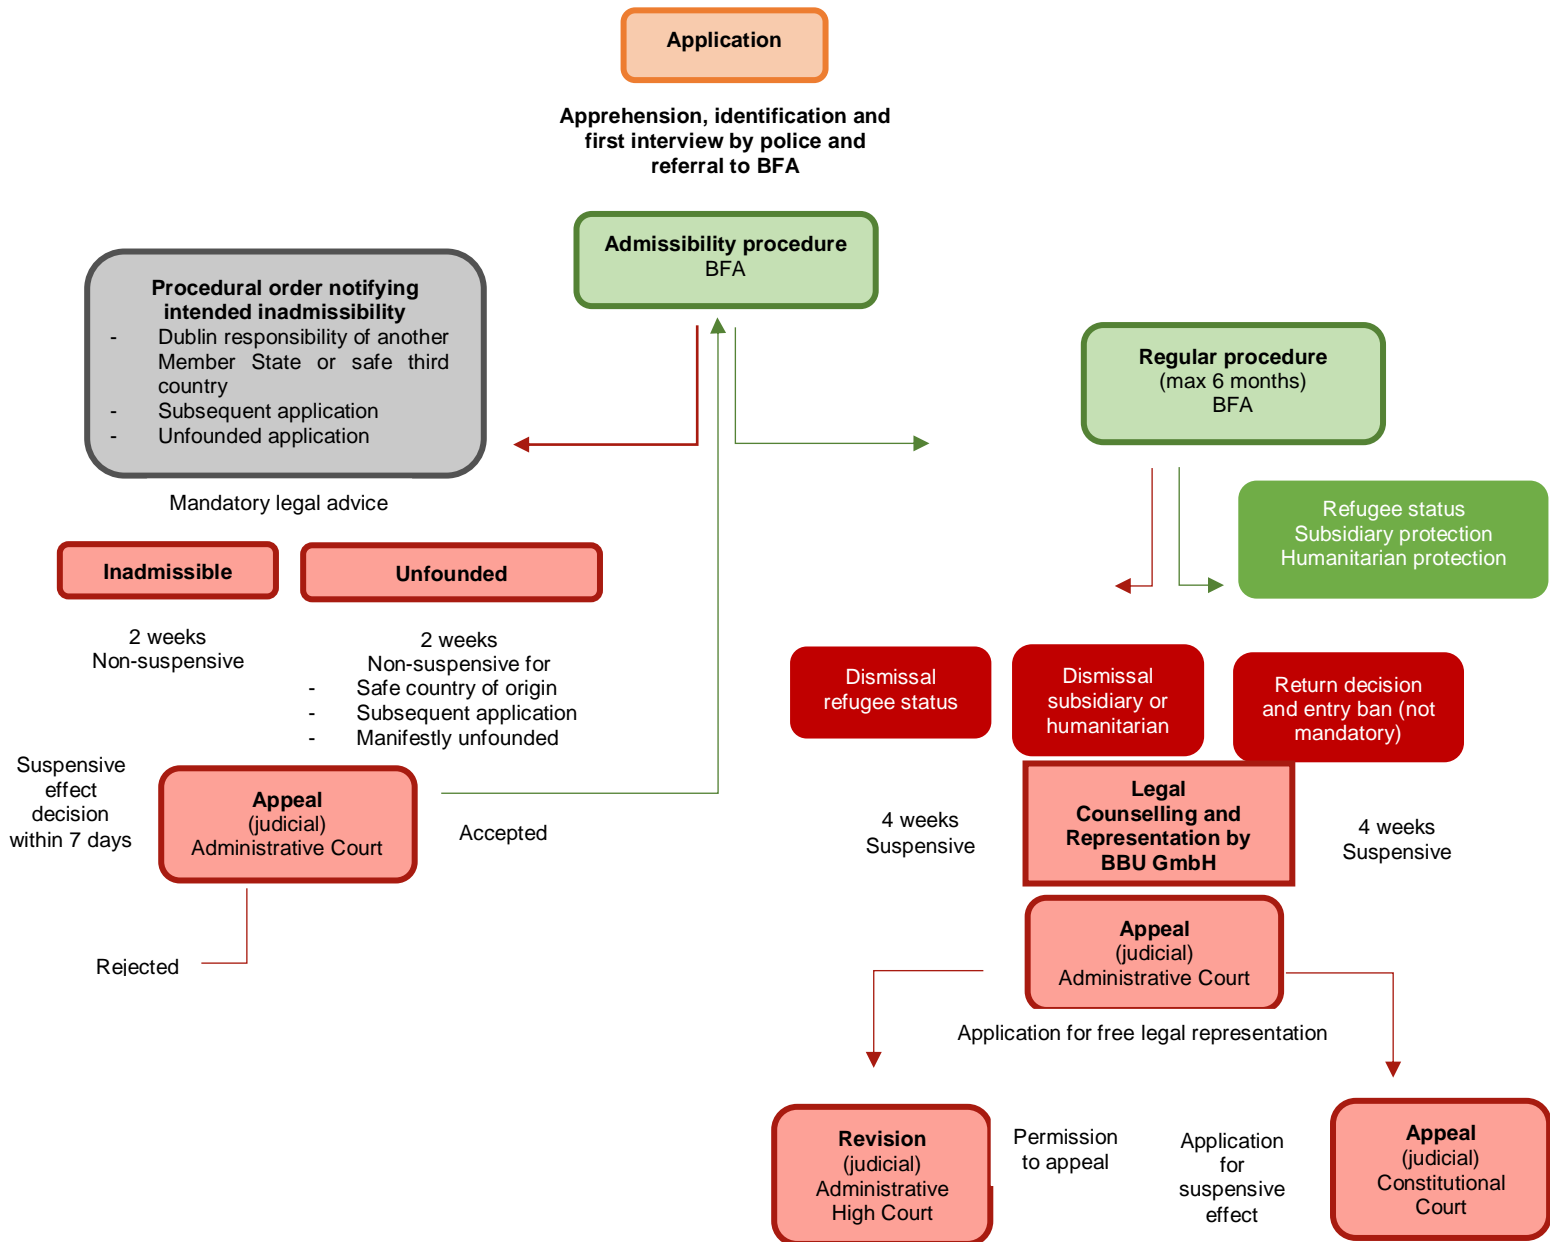 Application
Apprehension, identification and
first interview by police and
referral to BFA
Admissibility procedure
BFA
Procedural order notifying
intended inadmissibility
- Dublin responsibility of another
Member State or safe third
country
- Subsequent application
- Unfounded application
Regular procedure
(max 6 months)
BFA
Mandatory legal advice
Refugee status
Subsidiary protection
Humanitarian protection
Inadmissible
Unfounded
2 weeks
Non-suspensive
2 weeks
Non-suspensive for
- Safe country of origin
- Subsequent application
- Manifestly unfounded
Dismissal
refugee status
Dismissal
subsidiary or
humanitarian
Return decision
and entry ban (not
mandatory)
Suspensive
effect
decision
within 7 days
Appeal
(judicial)
Administrative Court
Accepted
4 weeks
Suspensive
Legal
Counselling and
Representation by
BBU GmbH
4 weeks
Suspensive
Rejected
Appeal
(judicial)
Administrative Court
Application for free legal representation
Revision
(judicial)
Administrative
High Court
Permission
to appeal
Application
for
suspensive
effect
Appeal
(judicial)
Constitutional
Court